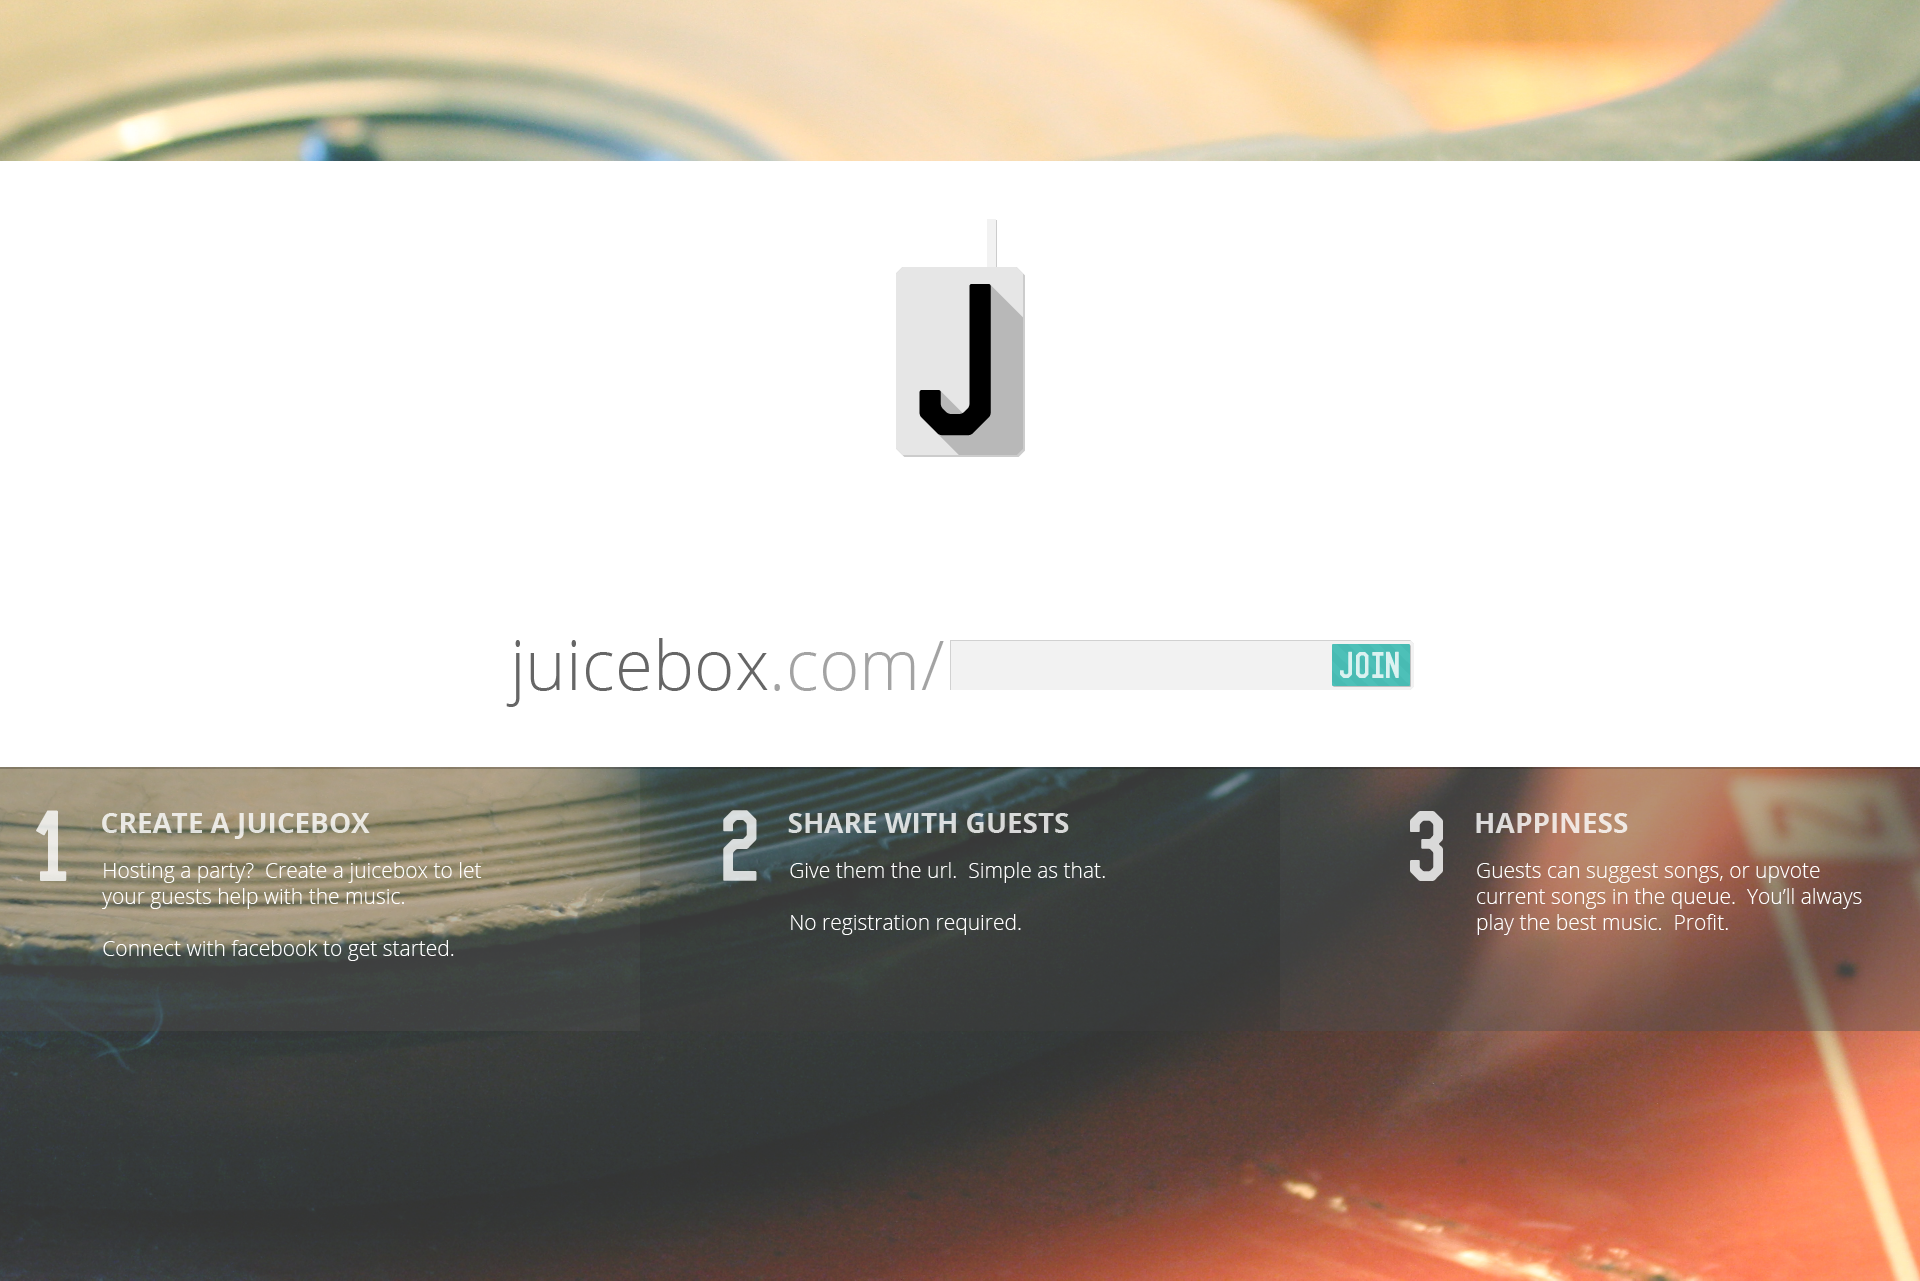 J
juicebox.com/
JOIN
1
CREATE A JUICEBOX
Hosting a party?  Create a juicebox to let
your guests help with the music.
Connect with facebook to get started.
2
SHARE WITH GUESTS
Give them the url.  Simple as that.
No registration required.
3
HAPPINESS
Guests can suggest songs, or upvote
current songs in the queue.  You’ll always
play the best music.  Profit.